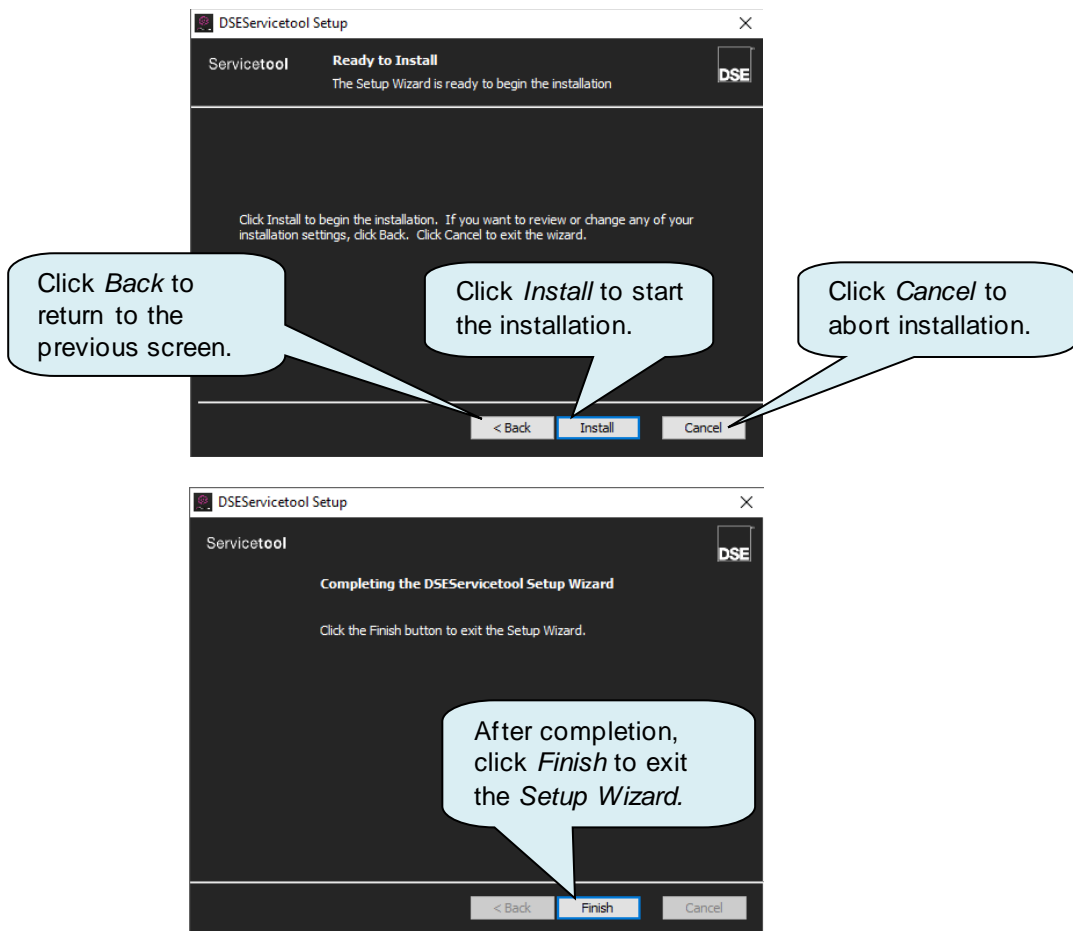 DSEServicetool Setup
Servicetool
Ready to Install
The Setup Wizard is ready to begin the installation
DSE
Click Install to begin the installation. If you want to review or change any of your
installation settings, click Back. Click Cancel to exit the wizard.
Click Back to
return to the
previous screen.
Click Install to start
the installation.
Click Cancel to
abort installation.
< Back
Install
Cancel
DSEServicetool Setup
Servicetool
DSE
Completing the DSEServicetool Setup Wizard
Click the Finish button to exit the Setup Wizard.
After completion,
click Finish to exit
the Setup Wizard.
< Back
Finish
Cancel